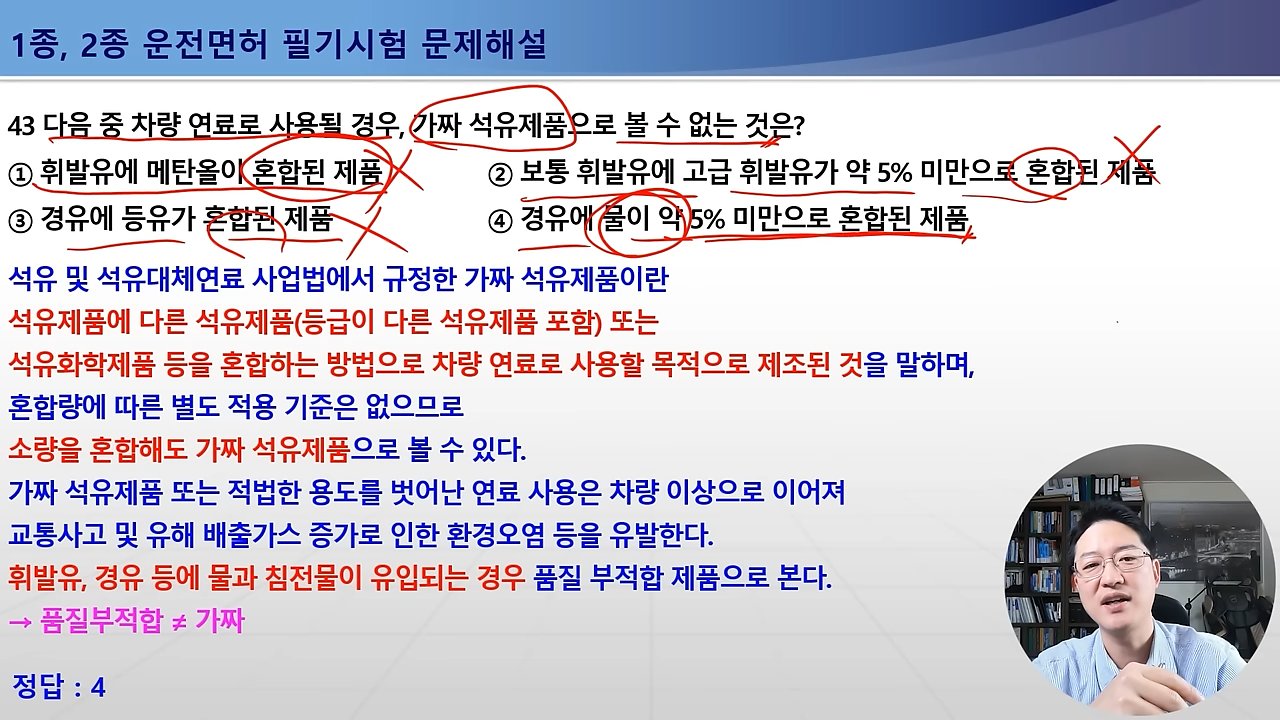 1종, 2종 운전면허 필기시험 문제해설
43 다음 중 차량 연료로 사용될 경우, 가짜 석유제품으로 볼 수 없는 것은?
① 휘발유에 메탄올이 혼합된 제품 ② 보통 휘발유에 고급 휘발유가 약 5% 미만으로 혼합된 제품
③ 경유에 등유가 혼합된 제품 ④ 경유에 물이 약 5% 미만으로 혼합된 제품
석유 및 석유대체연료 사업법에서 규정한 가짜 석유제품이란
석유제품에 다른 석유제품(등급이 다른 석유제품 포함) 또는
석유화학제품 등을 혼합하는 방법으로 차량 연료로 사용할 목적으로 제조된 것을 말하며,
혼합량에 따른 별도 적용 기준은 없으므로
소량을 혼합해도 가짜 석유제품으로 볼 수 있다.
가짜 석유제품 또는 적법한 용도를 벗어난 연료 사용은 차량 이상으로 이어져
교통사고 및 유해 배출가스 증가로 인한 환경오염 등을 유발한다.
휘발유, 경유 등에 물과 침전물이 유입되는 경우 품질 부적합 제품으로 본다.
→ 품질부적합 ≠ 가짜
정답 : 4